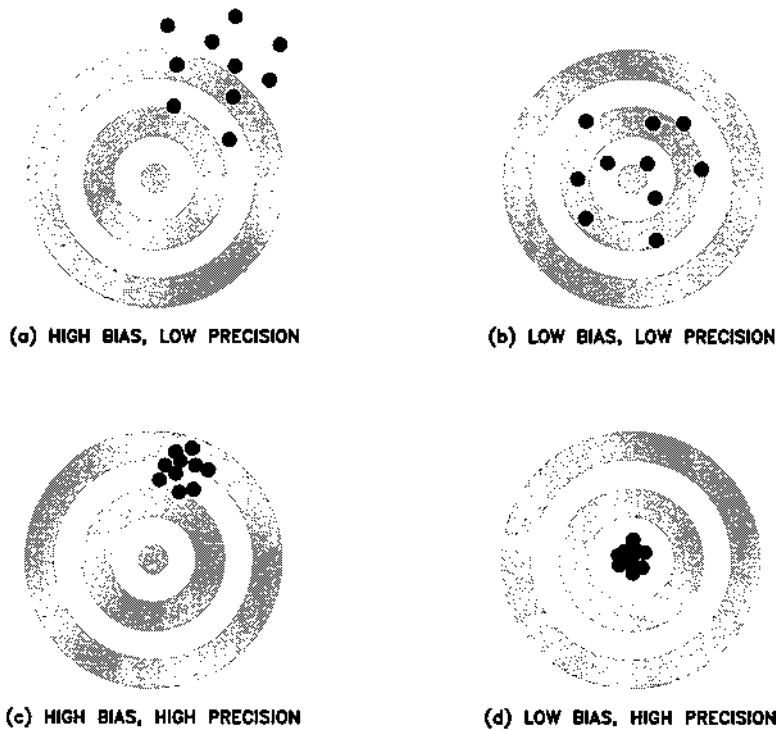 (a) HIGH BIAS, LOW PRECISION
(b) LOW BIAS, LOW PRECISION
(c) HIGH BIAS, HIGH PRECISION
(d) LOW BIAS, HIGH PRECISION